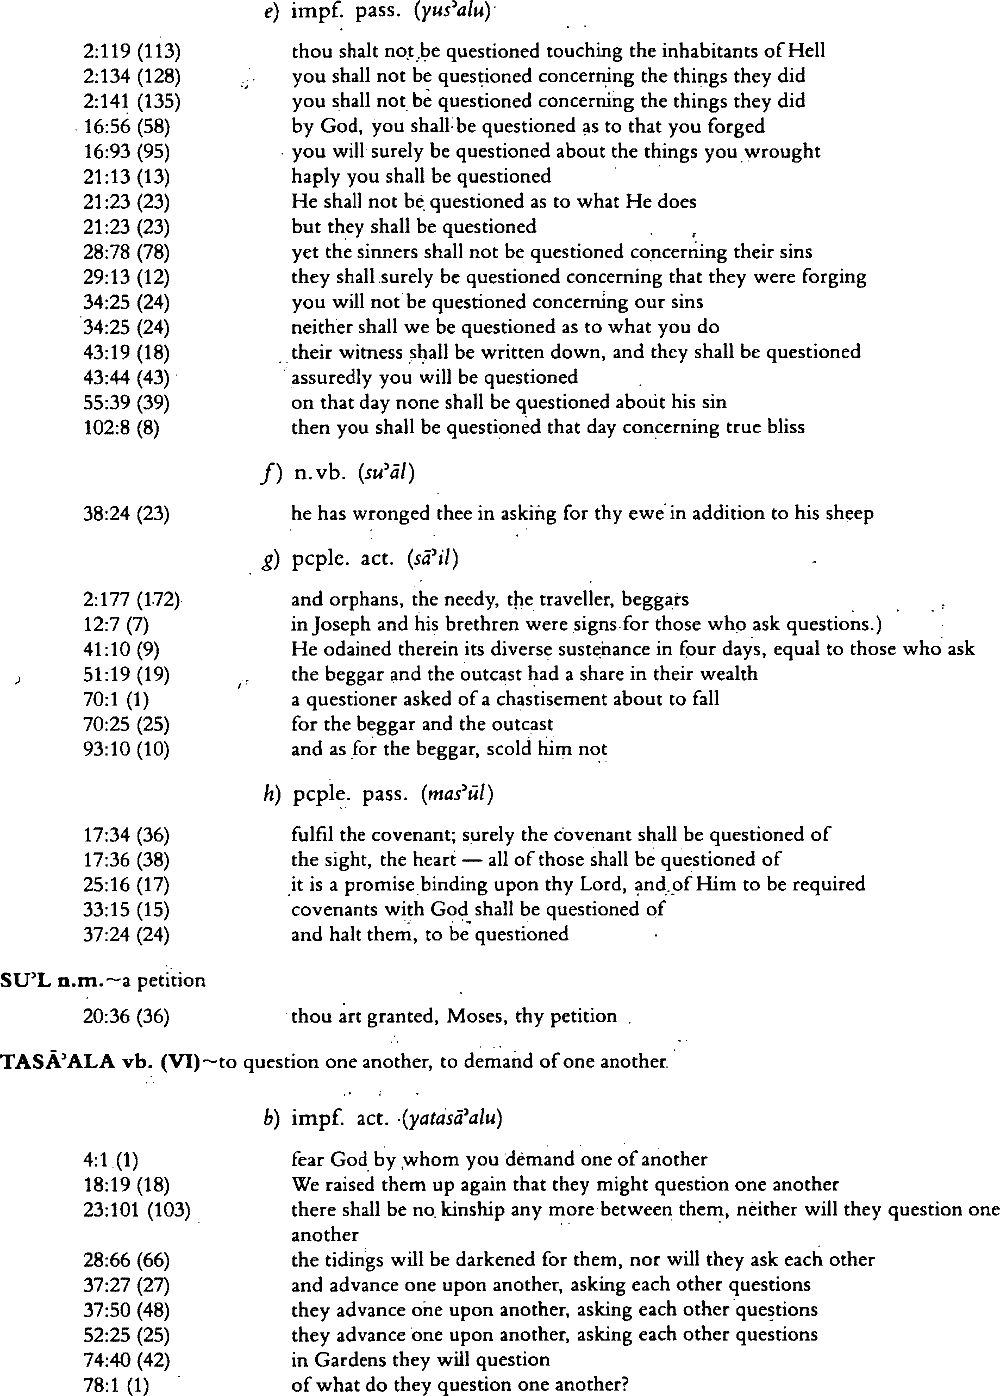 e) impf. pass. (yusʾalu)
2:119 (113) thou shalt not be questioned touching the inhabitants of Hell
2:134 (128) you shall not be questioned concerning the things they did
2:141 (135) you shall not be questioned concerning the things they did
16:56 (58) by God, you shall be questioned as to that you forged
16:93 (95) you will surely be questioned about the things you wrought
21:13 (13) haply you shall be questioned
21:23 (23) He shall not be questioned as to what He does
21:23 (23) but they shall be questioned
28:78 (78) yet the sinners shall not be questioned concerning their sins
29:13 (12) they shall surely be questioned concerning that they were forging
34:25 (24) you will not be questioned concerning our sins
34:25 (24) neither shall we be questioned as to what you do
43:19 (18) their witness shall be written down, and they shall be questioned
43:44 (43) assuredly you will be questioned
55:39 (39) on that day none shall be questioned about his sin
102:8 (8) then you shall be questioned that day concerning true bliss
f) n.vb. (suʾāl)
38:24 (23) he has wronged thee in asking for thy ewe in addition to his sheep
g) pcple. act. (sāʾil)
2:177 (172) and orphans, the needy, the traveller, beggars
12:7 (7) in Joseph and his brethren were signs for those who ask questions.)
41:10 (9) He odained therein its diverse sustenance in four days, equal to those who ask
51:19 (19) the beggar and the outcast had a share in their wealth
70:1 (1) a questioner asked of a chastisement about to fall
70:25 (25) for the beggar and the outcast
93:10 (10) and as for the beggar, scold him not
h) pcple. pass. (masʾūl)
17:34 (36) fulfil the covenant; surely the covenant shall be questioned of
17:36 (38) the sight, the heart — all of those shall be questioned of
25:16 (17) it is a promise binding upon thy Lord, and of Him to be required
33:15 (15) covenants with God shall be questioned of
37:24 (24) and halt them, to be questioned
SUʾL n.m.~a petition
20:36 (36) thou art granted, Moses, thy petition
TASĀʾALA vb. (VI)~to question one another, to demand of one another
b) impf. act. (yatasāʾalu)
4:1 (1) fear God by whom you demand one of another
18:19 (18) We raised them up again that they might question one another
23:101 (103) there shall be no kinship any more between them, neither will they question one
another
28:66 (66) the tidings will be darkened for them, nor will they ask each other
37:27 (27) and advance one upon another, asking each other questions
37:50 (48) they advance one upon another, asking each other questions
52:25 (25) they advance one upon another, asking each other questions
74:40 (42) in Gardens they will question
78:1 (1) of what do they question one another?